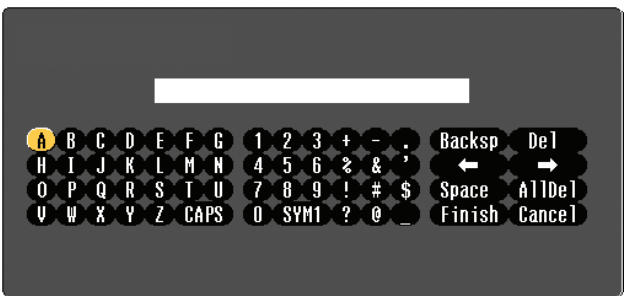 A B C D E F G 1 2 3 + - . Backsp Del
H I J K L M N 4 5 6 % & ' ← →
O P Q R S T U 7 8 9 ! # $ Space AllDel
V W X Y Z CAPS 0 SYM1 ? @ _ Finish Cancel